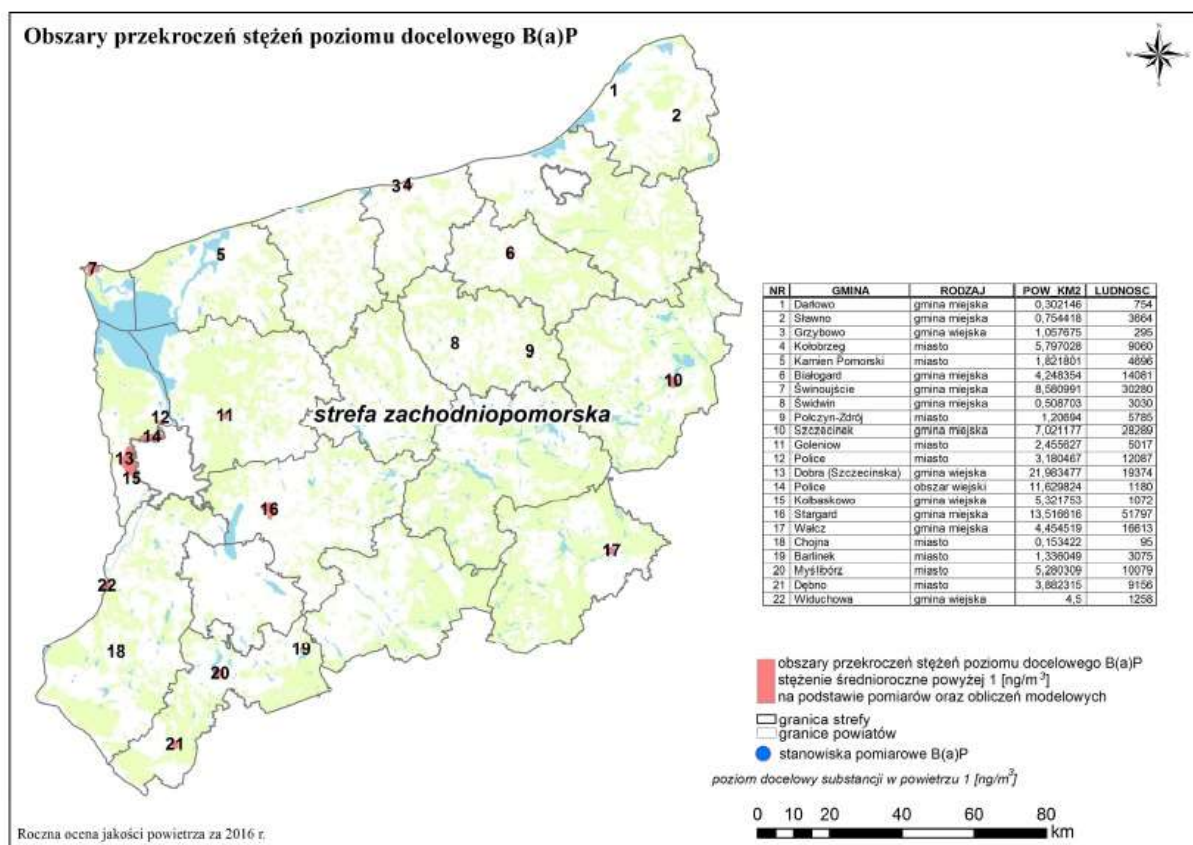 Obszary przekroczeń stężeń poziomu docelowego B(a)P
N
W
E
S
1
2
3
4
5
6
7
8
9
10
strefa zachodniopomorska
11
12
14
13
15
16
17
22
18
19
20
21
NR GMINA RODZAJ POW_KM2 LUDNOSC
1 Darłowo gmina miejska 0,302146 754
2 Sławno gmina miejska 0,754418 3664
3 Grzybowo gmina wiejska 1,057675 295
4 Kołobrzeg miasto 5,797028 9060
5 Kamien Pomorski miasto 1,821801 4696
6 Białogard gmina miejska 4,248354 14081
7 Świnoujście gmina miejska 8,580991 30280
8 Świdwin gmina miejska 0,508703 3030
9 Połczyn-Zdrój miasto 1,20694 5785
10 Szczecinek gmina miejska 7,021177 28289
11 Goleniow miasto 2,455627 5017
12 Police miasto 3,180467 12087
13 Dobra (Szczecinska) gmina wiejska 21,983477 19374
14 Police obszar wiejski 11,629824 1180
15 Kołbaskowo gmina wiejska 5,321753 1072
16 Stargard gmina miejska 13,516616 51797
17 Wałcz gmina miejska 4,454519 16613
18 Chojna miasto 0,153422 95
19 Barlinek miasto 1,336049 3075
20 Myślibórz miasto 5,280309 10079
21 Dębno miasto 3,882315 9156
22 Widuchowa gmina wiejska 4,5 1258
obszary przekroczeń stężeń poziomu docelowego B(a)P
stężenie średnioroczne powyżej 1 [ng/m³]
na podstawie pomiarów oraz obliczeń modelowych
granica strefy
granice powiatów
stanowiska pomiarowe B(a)P
poziom docelowy substancji w powietrzu 1 [ng/m³]
0 10 20 40 60 80
km
Roczna ocena jakości powietrza za 2016 r.